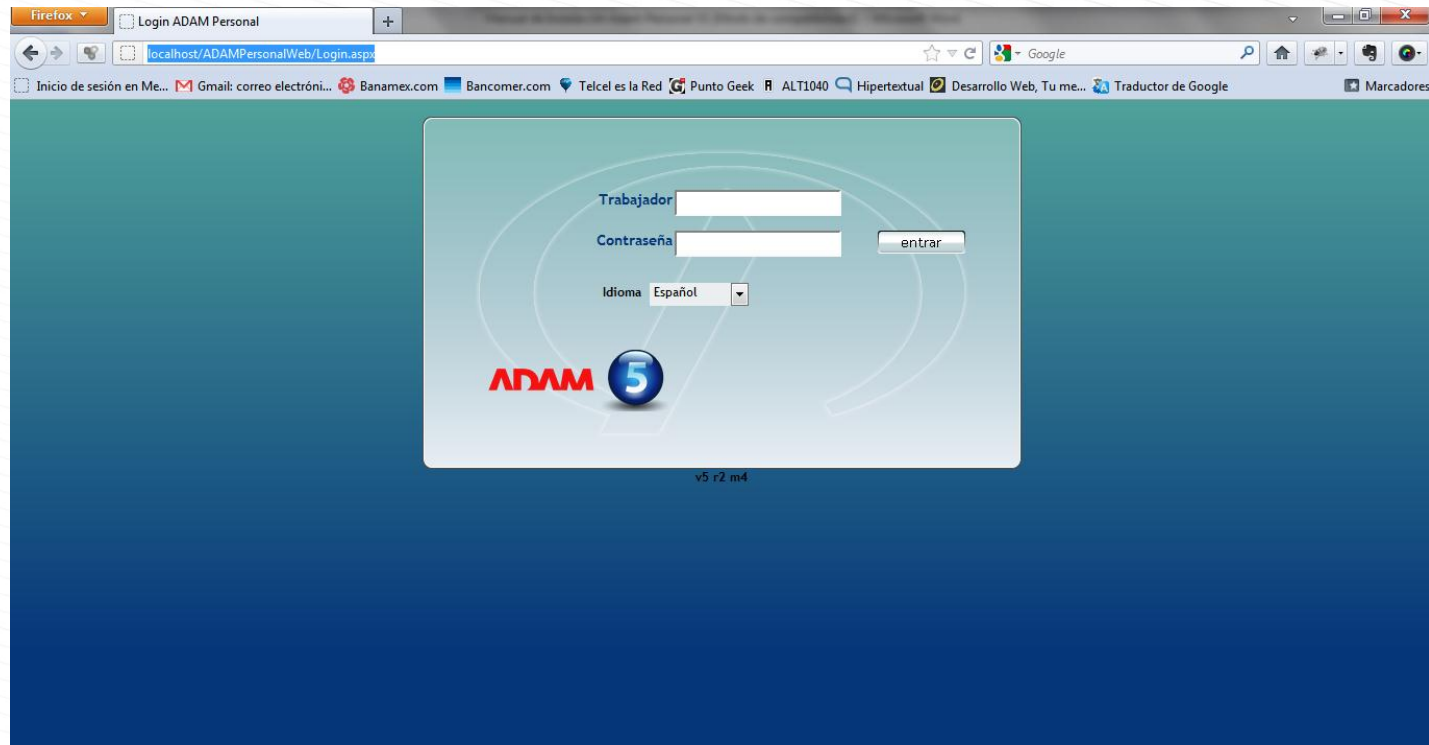 Firefox
Login ADAM Personal
localhost/ADAMPersonalWeb/Login.aspx
Google
Inicio de sesión en Me... Gmail: correo electróni... Banamex.com Bancomer.com Telcel es la Red Punto Geek ALT1040 Hipertextual Desarrollo Web, Tu me... Traductor de Google Marcadores
Trabajador
Contraseña
entrar
Idioma Español
ADAM 5
v5 r2 m4